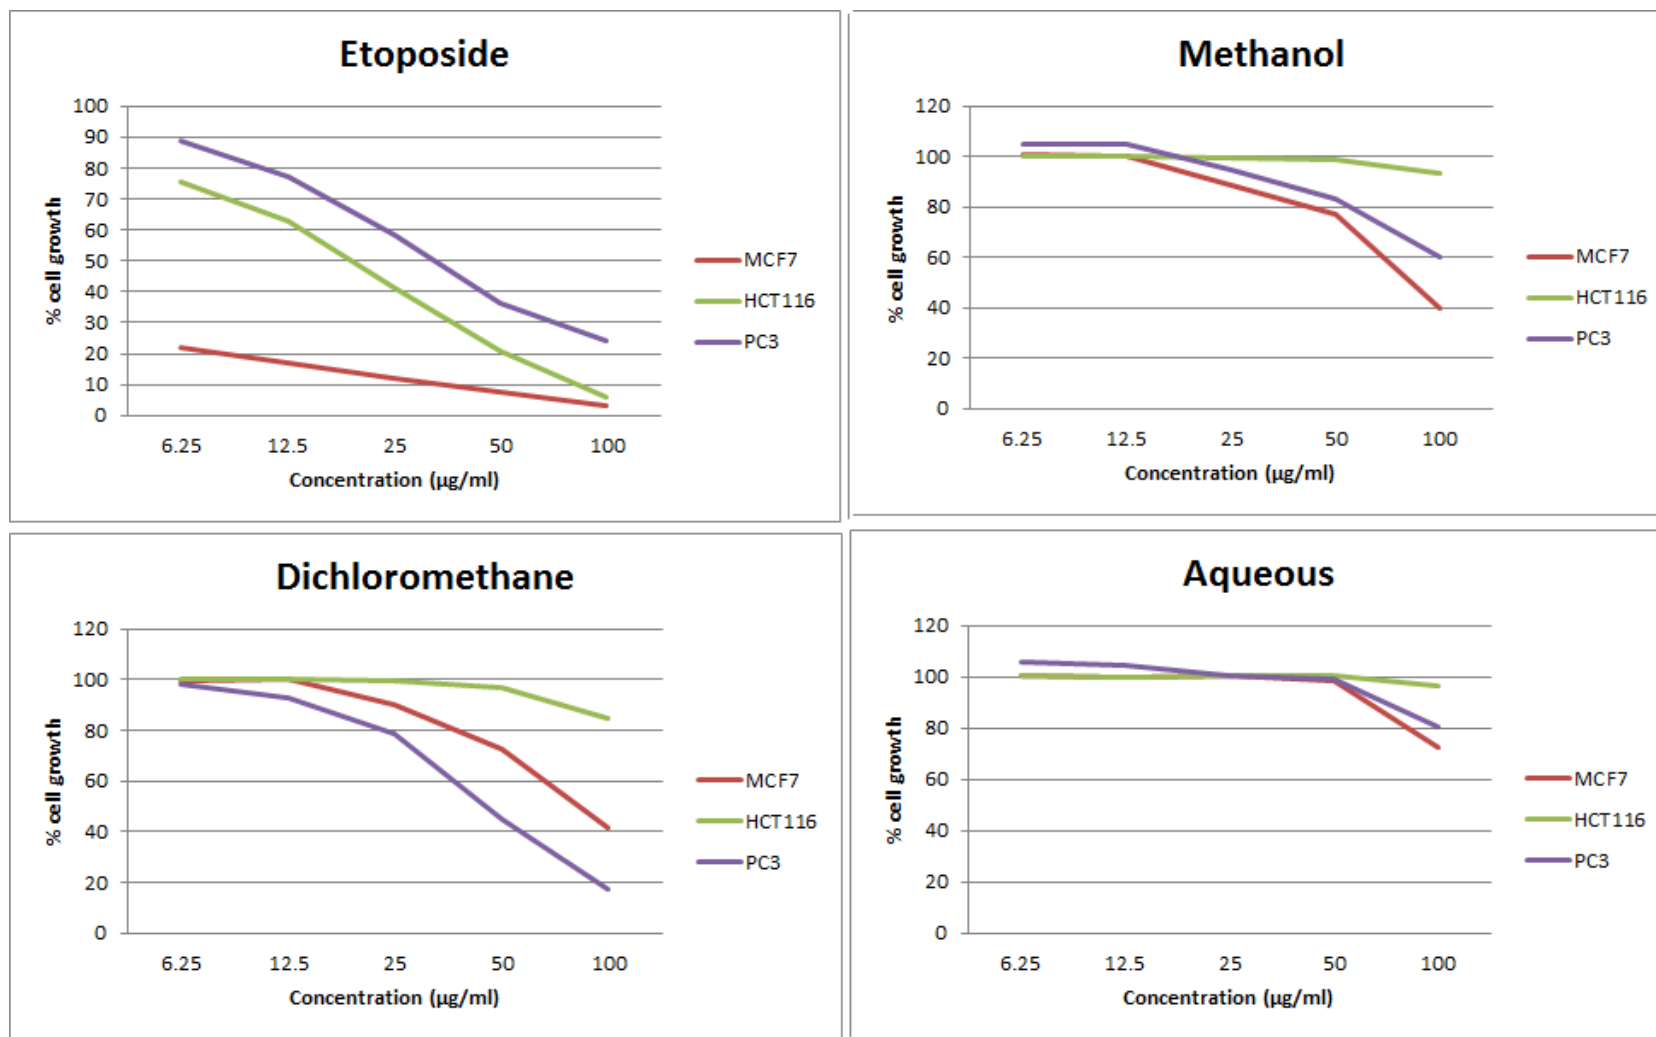 Etoposide
100
90
80
70
60
50
40
30
20
10
0
% cell growth
6.25 12.5 25 50 100
Concentration (µg/ml)
MCF7
HCT116
PC3
Methanol
120
100
80
60
40
20
0
% cell growth
6.25 12.5 25 50 100
Concentration (µg/ml)
MCF7
HCT116
PC3
Dichloromethane
120
100
80
60
40
20
0
% cell growth
6.25 12.5 25 50 100
Concentration (µg/ml)
MCF7
HCT116
PC3
Aqueous
120
100
80
60
40
20
0
% cell growth
6.25 12.5 25 50 100
Concentration (µg/ml)
MCF7
HCT116
PC3